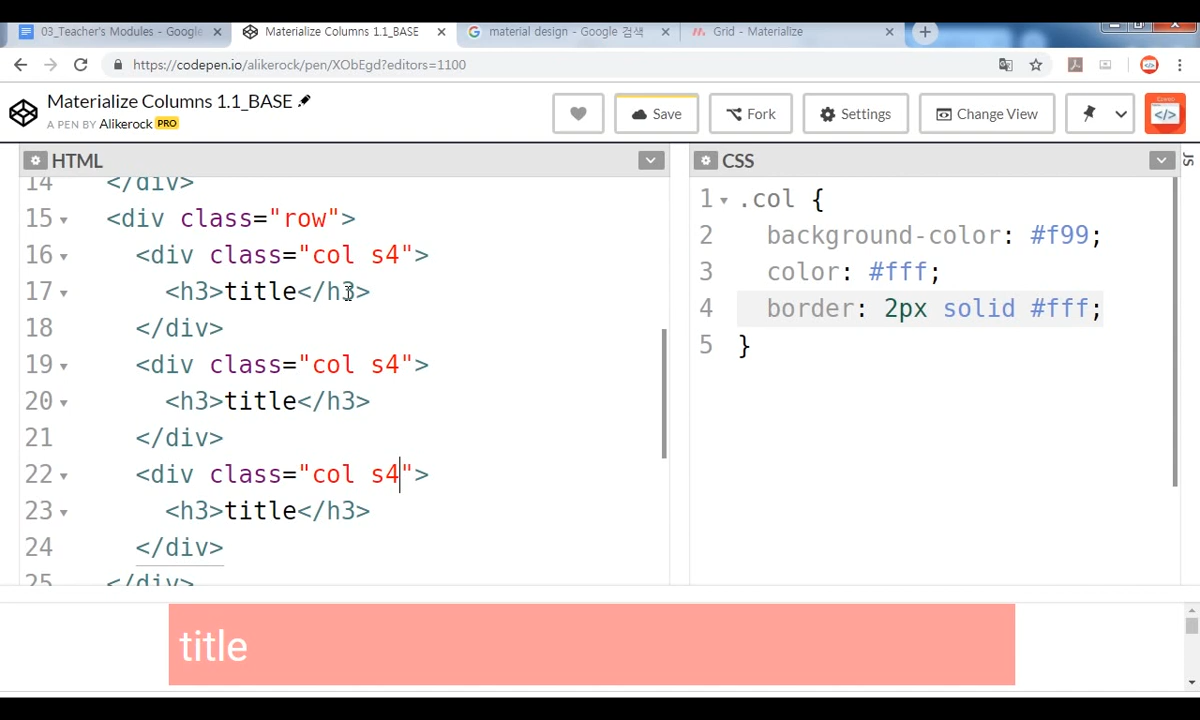 03_Teacher's Modules - Google
Materialize Columns 1.1_BASE
material design - Google 검색
Grid - Materialize
https://codepen.io/alikerock/pen/XObEgd?editors=1100
Materialize Columns 1.1_BASE
A PEN BY Alikerock PRO
Save
Fork
Settings
Change View
HTML
14 </div>
15 <div class="row">
16 <div class="col s4">
17 <h3>title</h3>
18 </div>
19 <div class="col s4">
20 <h3>title</h3>
21 </div>
22 <div class="col s4">
23 <h3>title</h3>
24 </div>
25 </div>
CSS
1 .col {
2 background-color: #f99;
3 color: #fff;
4 border: 2px solid #fff;
5 }
JS
title